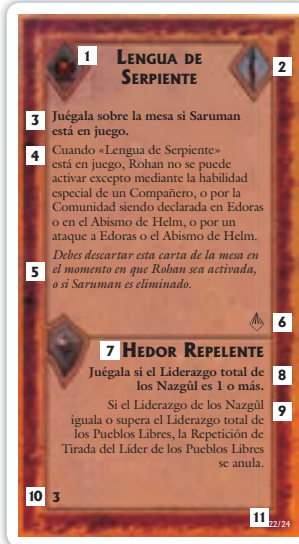 1
LENGUA DE
SERPIENTE
2
3 Juégala sobre la mesa si Saruman
está en juego.
4 Cuando «Lengua de Serpiente»
está en juego, Rohan no se puede
activar excepto mediante la habilidad
especial de un Compañero, o por la
Comunidad siendo declarada en Edoras
o en el Abismo de Helm, o por un
ataque a Edoras o el Abismo de Helm.
Debes descartar esta carta de la mesa en
5 el momento en que Rohan sea activada,
o si Saruman es eliminado.
6
7 HEDOR REPELENTE
Juégala si el Liderazgo total de 8
los Nazgûl es 1 o más.
Si el Liderazgo de los Nazgûl 9
iguala o supera el Liderazgo total de
los Pueblos Libres, la Repetición de
Tirada del Líder de los Pueblos Libres
se anula.
10 3
11 22/24